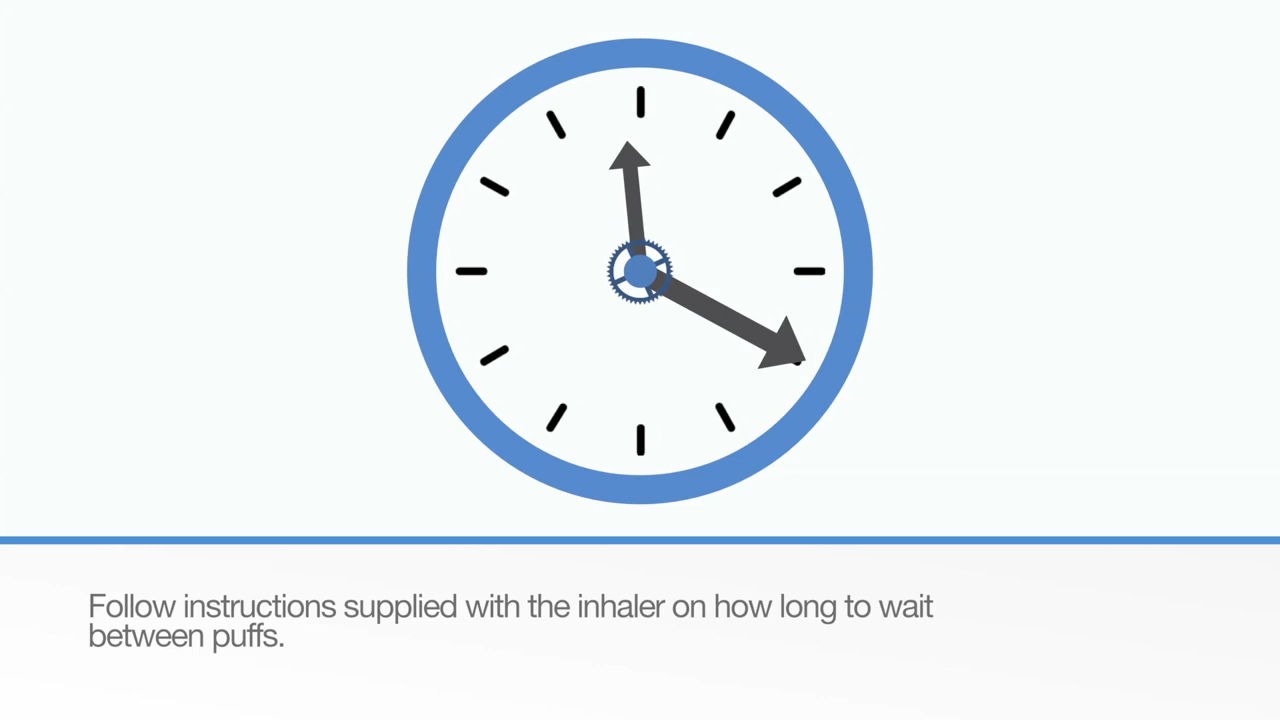 Follow instructions supplied with the inhaler on how long to wait
between puffs.